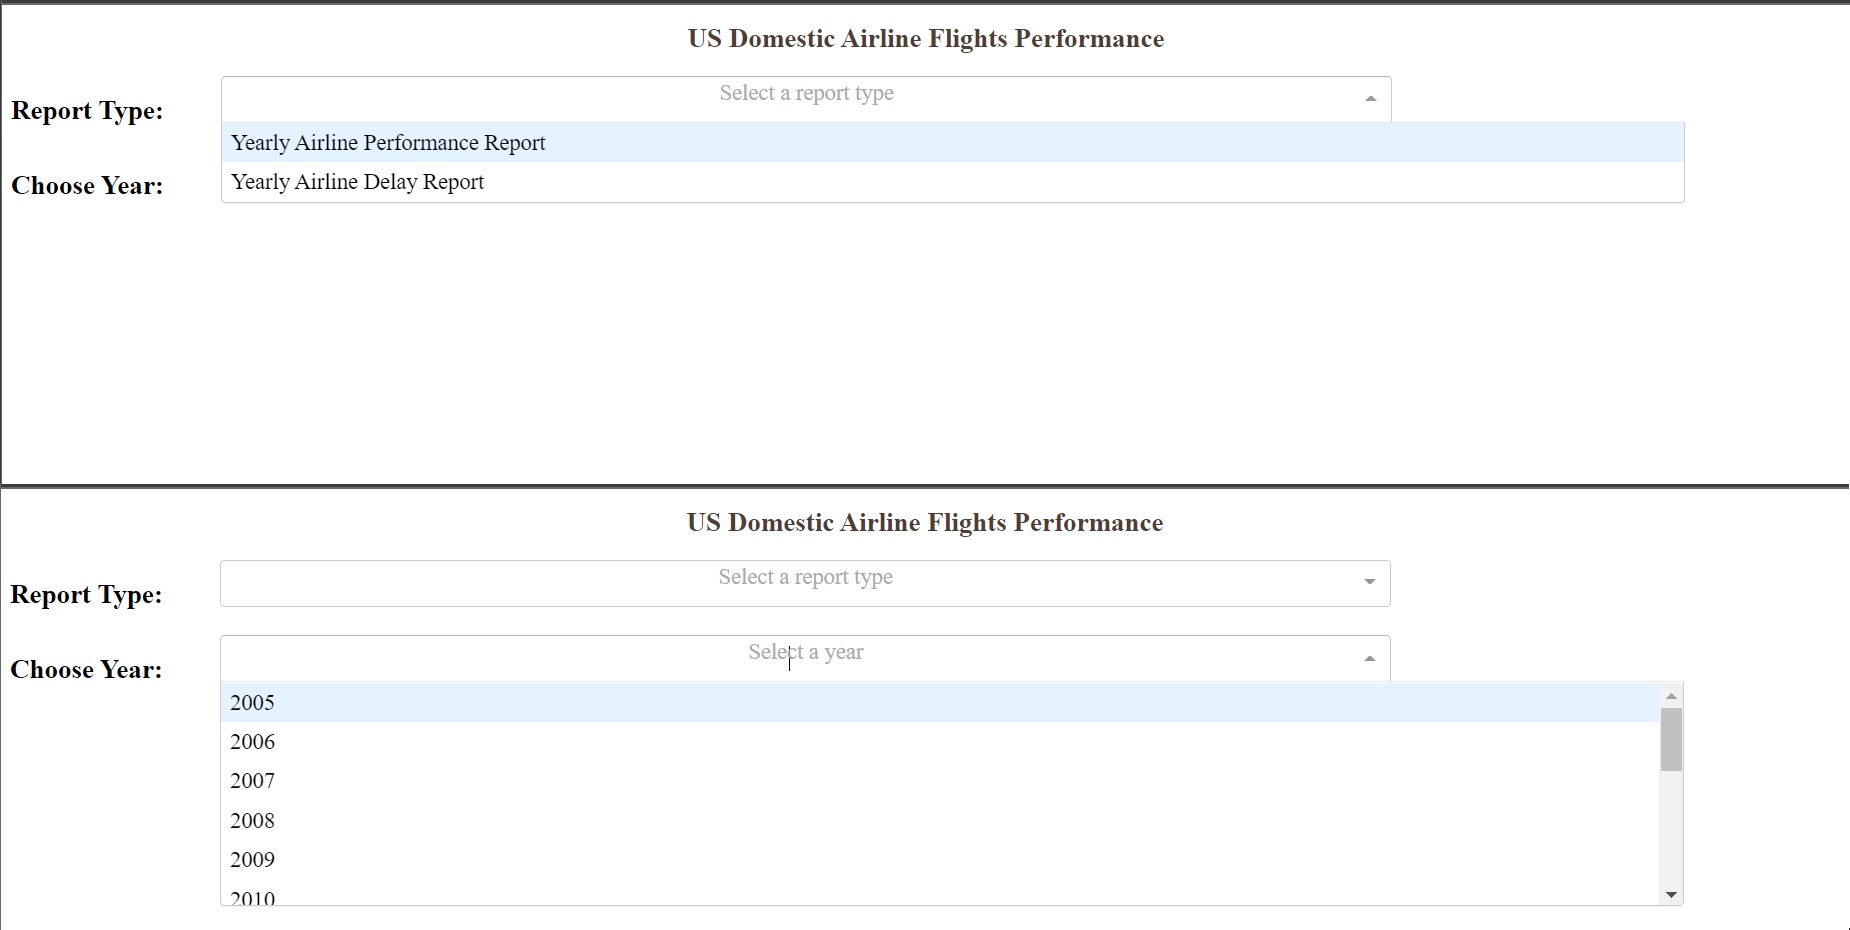 US Domestic Airline Flights Performance
Report Type:
Select a report type
Yearly Airline Performance Report
Yearly Airline Delay Report
Choose Year:
US Domestic Airline Flights Performance
Report Type:
Select a report type
Choose Year:
Select a year
2005
2006
2007
2008
2009
2010